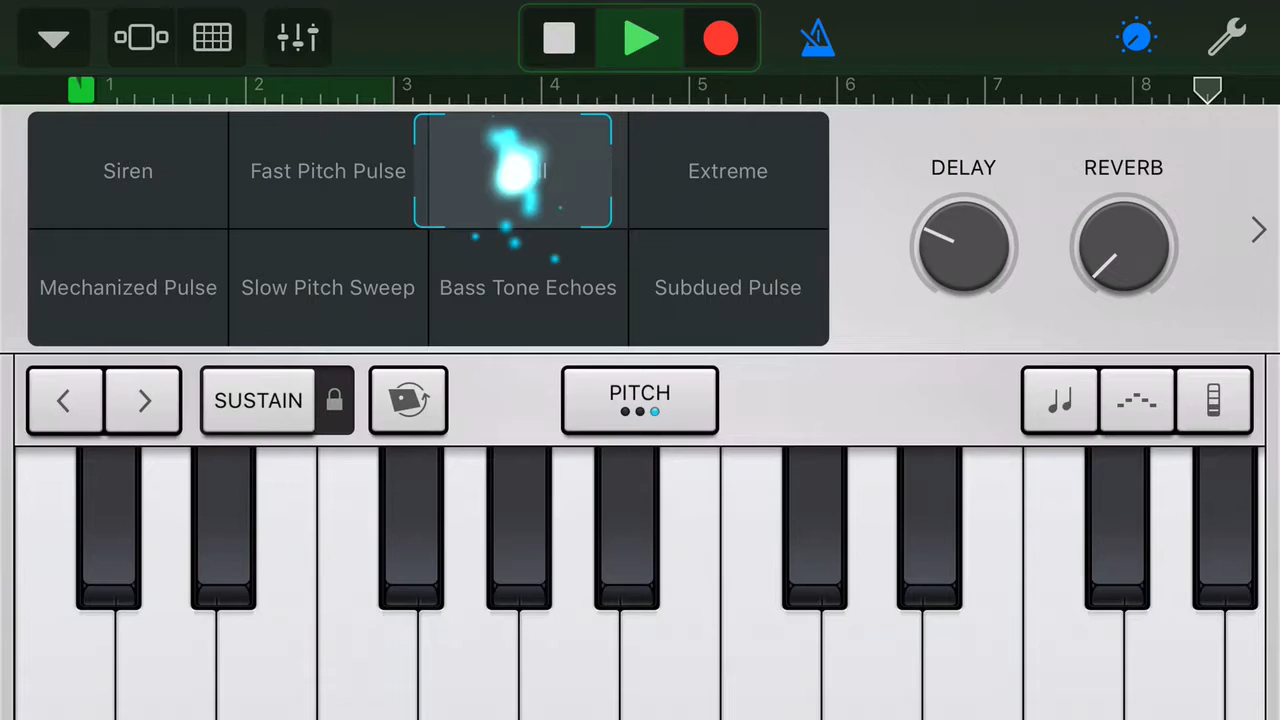 1 2 3 4 5 6 7 8
Siren Fast Pitch Pulse Extreme
DELAY REVERB
Mechanized Pulse Slow Pitch Sweep Bass Tone Echoes Subdued Pulse
SUSTAIN PITCH